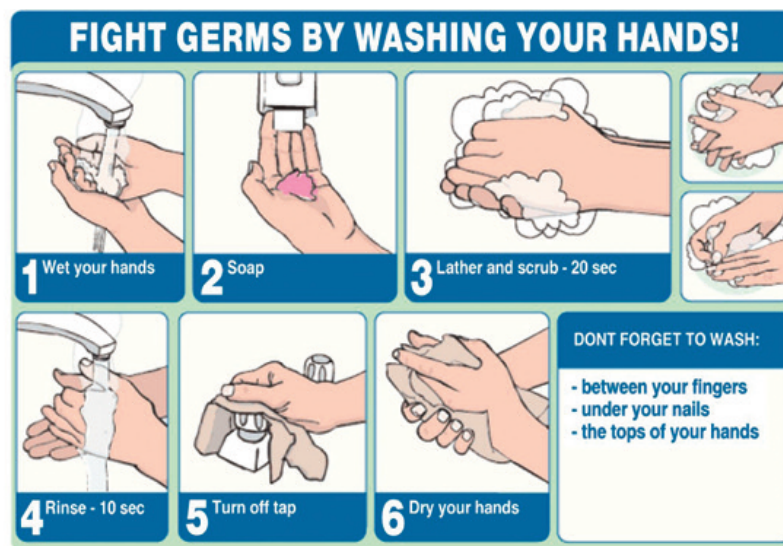 FIGHT GERMS BY WASHING YOUR HANDS!
1 Wet your hands
2 Soap
3 Lather and scrub - 20 sec
4 Rinse - 10 sec
5 Turn off tap
6 Dry your hands
DONT FORGET TO WASH:
- between your fingers
- under your nails
- the tops of your hands